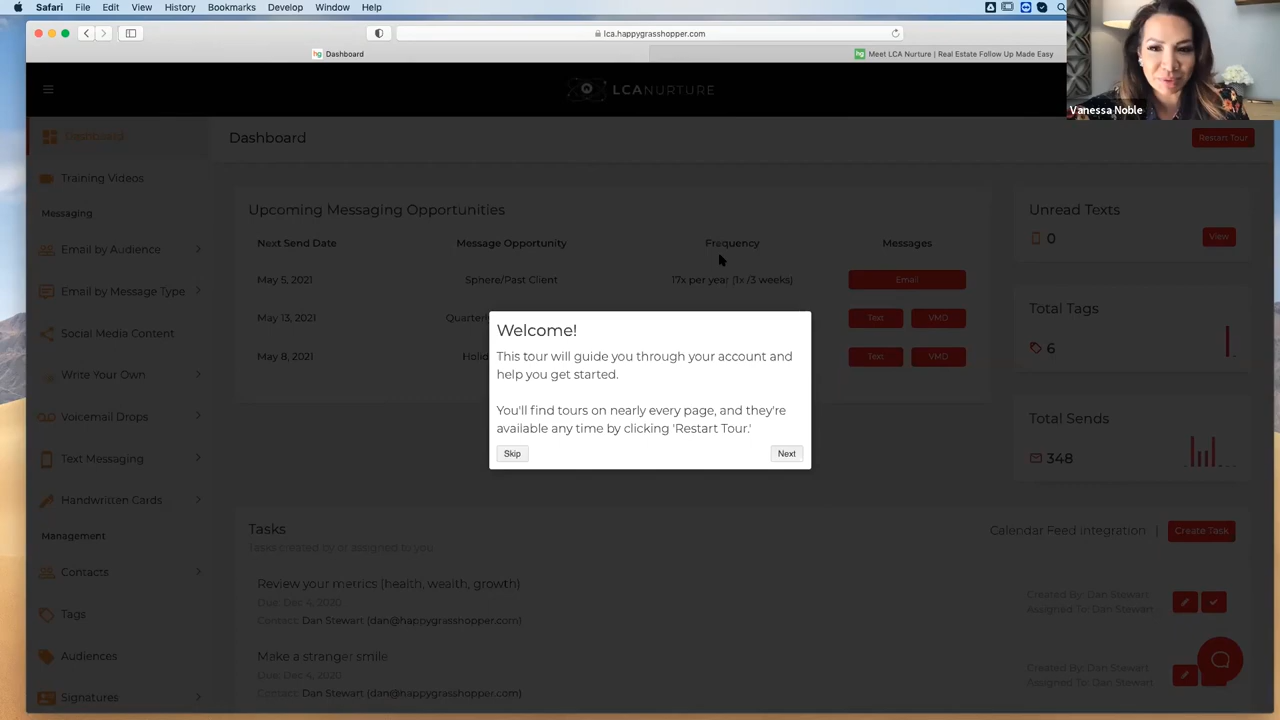 Safari File Edit View History Bookmarks Develop Window Help
lca.happygrasshopper.com
hg Dashboard
hg Meet LCA Nurture | Real Estate Follow Up Made Easy
LCANURTURE
Vanessa Noble
Dashboard
Training Videos
Messaging
Email by Audience
Email by Message Type
Social Media Content
Write Your Own
Voicemail Drops
Text Messaging
Handwritten Cards
Management
Contacts
Tags
Audiences
Signatures
Dashboard
Restart Tour
Upcoming Messaging Opportunities
Next Send Date Message Opportunity Frequency Messages
May 5, 2021 Sphere/Past Client 17x per year (1x /3 weeks) Email
May 13, 2021 Quarterly Text VMD
May 8, 2021 Text VMD
Welcome!
This tour will guide you through your account and
help you get started.
You'll find tours on nearly every page, and they're
available any time by clicking 'Restart Tour.'
Skip Next
Unread Texts
0 View
Total Tags
6
Total Sends
348
Tasks
Tasks created by or assigned to you
Calendar Feed integration | Create Task
Review your metrics (health, wealth, growth)
Due: Dec 4, 2020
Contact: Dan Stewart (dan@happygrasshopper.com)
Created By: Dan Stewart
Assigned To: Dan Stewart
Make a stranger smile
Due: Dec 4, 2020
Contact: Dan Stewart (dan@happygrasshopper.com)
Created By: Dan Stewart
Assigned To: Dan Stewart